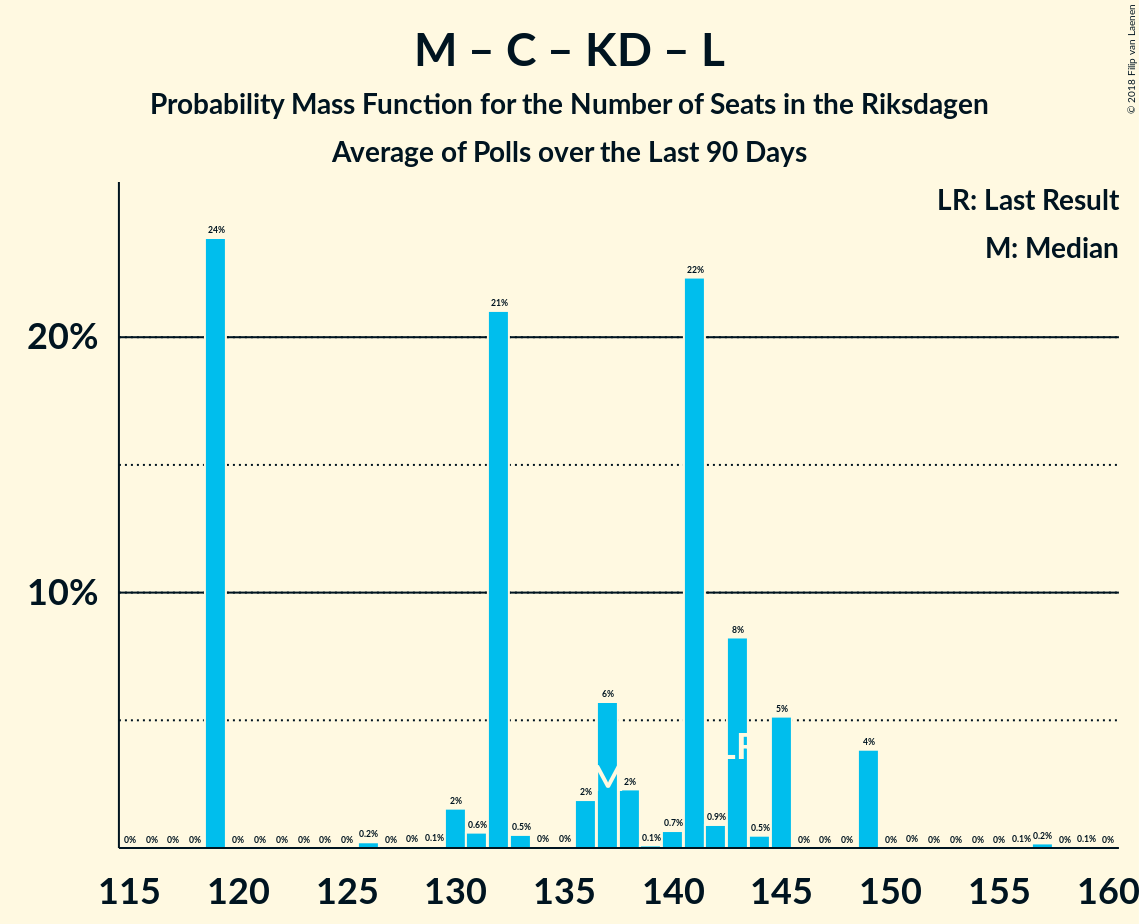 M – C – KD – L
Probability Mass Function for the Number of Seats in the Riksdagen
Average of Polls over the Last 90 Days
© 2018 Filip van Laenen
LR: Last Result
M: Median
20%
10%
0% 0% 0% 0% 24% 0% 0% 0% 0% 0% 0% 0.2% 0% 0% 0.1% 2% 0.6% 21% 0.5% 0% 0% 2% 6% 2% 0.1% 0.7% 22% 0.9% 8% 0.5% 5% 0% 0% 0% 4% 0% 0% 0% 0% 0% 0% 0.1% 0.2% 0% 0.1% 0%
M LR
115 120 125 130 135 140 145 150 155 160